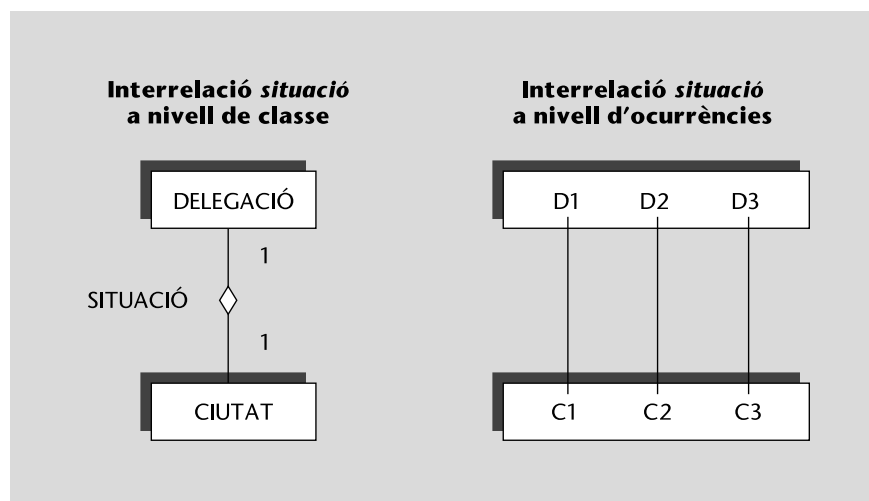 Interrelació situació
a nivell de classe
DELEGACIÓ
1
SITUACIÓ
1
CIUTAT
Interrelació situació
a nivell d'ocurrències
D1 D2 D3
C1 C2 C3